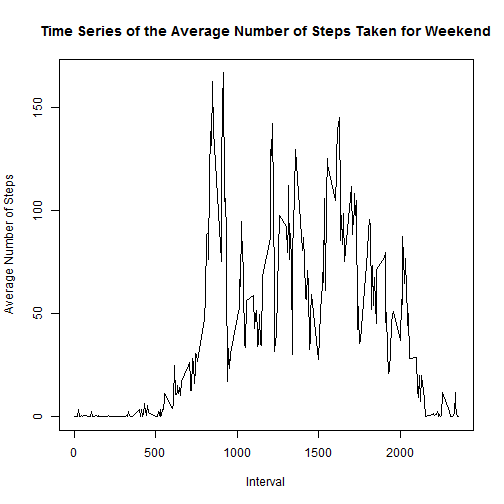 Time Series of the Average Number of Steps Taken for Weekend
Average Number of Steps
150
100
50
0
0 500 1000 1500 2000
Interval